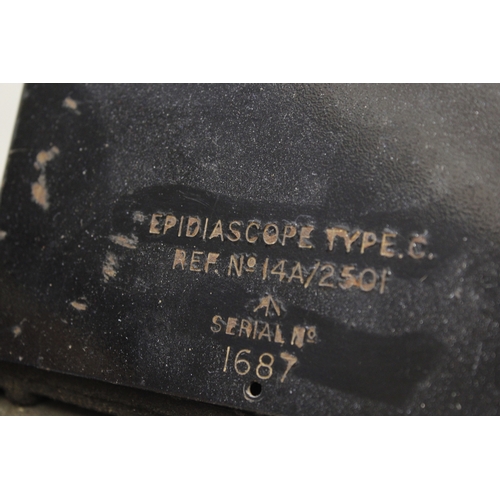 EPIDIASCOPE TYPE.C.
REF. Nº 14A/2501
SERIAL Nº
1687